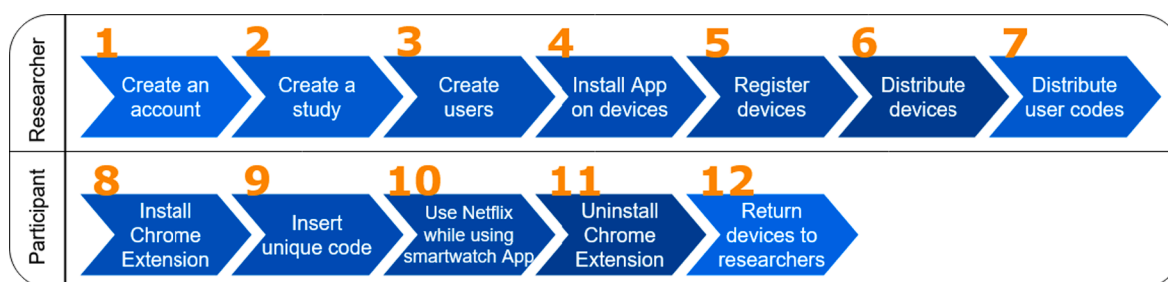 Researcher
1
Create an
account
2
Create a
study
3
Create
users
4
Install App
on devices
5
Register
devices
6
Distribute
devices
7
Distribute
user codes
Participant
8
Install
Chrome
Extension
9
Insert
unique code
10
Use Netflix
while using
smartwatch App
11
Uninstall
Chrome
Extension
12
Return
devices to
researchers